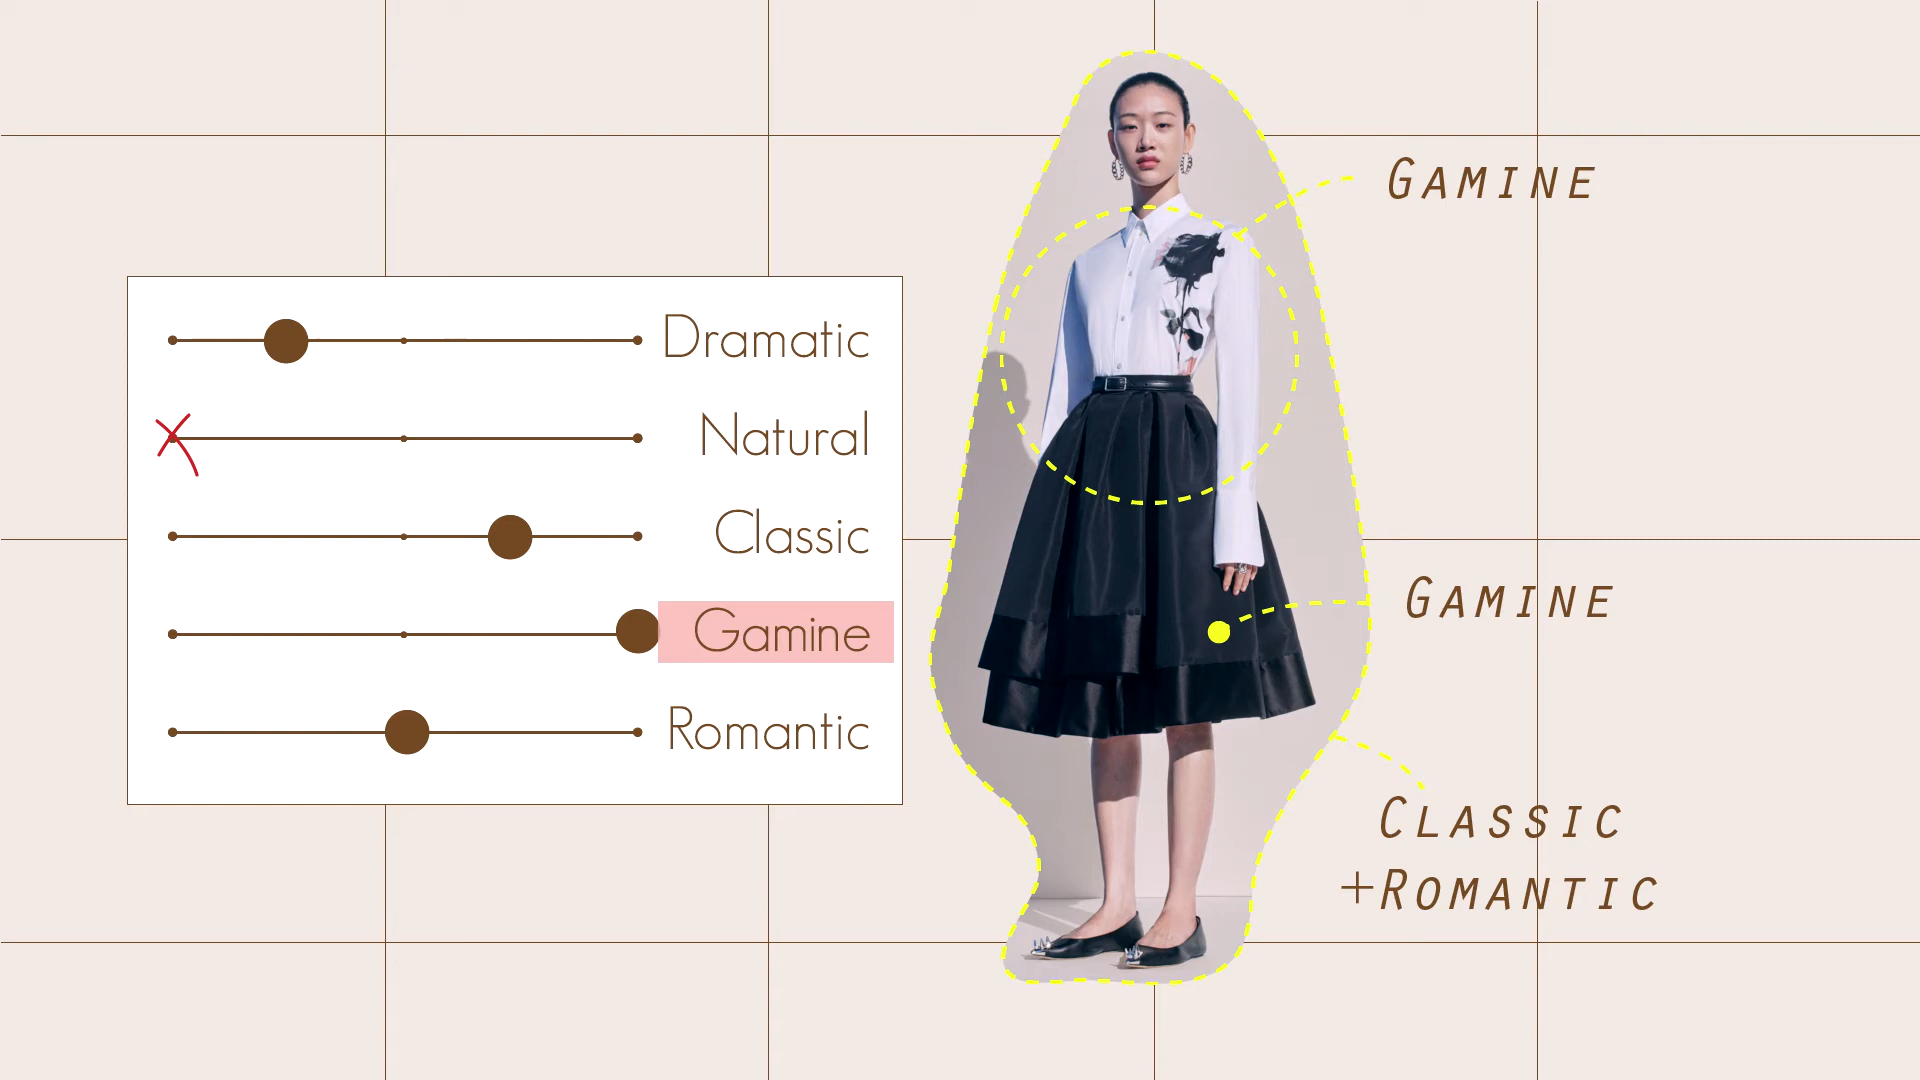 Dramatic
Natural
Classic
Gamine
Romantic
GAMINE
GAMINE
CLASSIC
+ROMANTIC